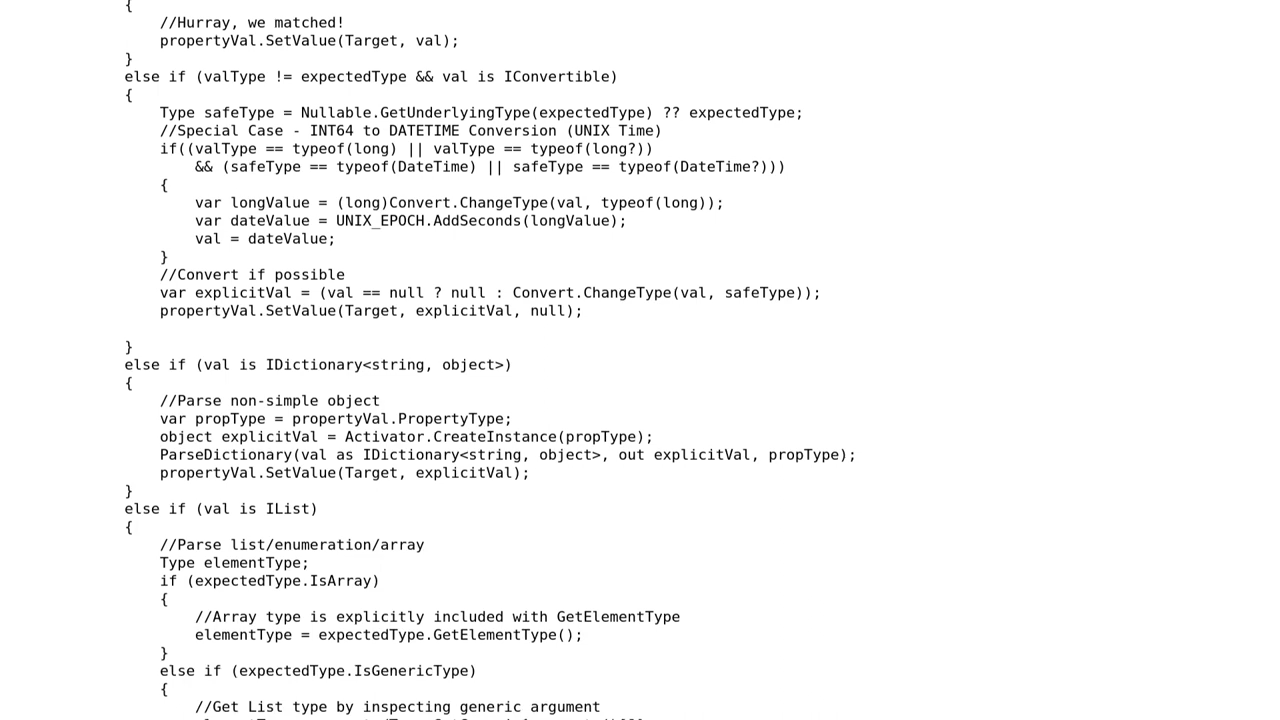 {
//Hurray, we matched!
propertyVal.SetValue(Target, val);
}
else if (valType != expectedType && val is IConvertible)
{
Type safeType = Nullable.GetUnderlyingType(expectedType) ?? expectedType;
//Special Case - INT64 to DATETIME Conversion (UNIX Time)
if((valType == typeof(long) || valType == typeof(long?))
&& (safeType == typeof(DateTime) || safeType == typeof(DateTime?)))
{
var longValue = (long)Convert.ChangeType(val, typeof(long));
var dateValue = UNIX_EPOCH.AddSeconds(longValue);
val = dateValue;
}
//Convert if possible
var explicitVal = (val == null ? null : Convert.ChangeType(val, safeType));
propertyVal.SetValue(Target, explicitVal, null);
}
else if (val is IDictionary<string, object>)
{
//Parse non-simple object
var propType = propertyVal.PropertyType;
object explicitVal = Activator.CreateInstance(propType);
ParseDictionary(val as IDictionary<string, object>, out explicitVal, propType);
propertyVal.SetValue(Target, explicitVal);
}
else if (val is IList)
{
//Parse list/enumeration/array
Type elementType;
if (expectedType.IsArray)
{
//Array type is explicitly included with GetElementType
elementType = expectedType.GetElementType();
}
else if (expectedType.IsGenericType)
{
//Get List type by inspecting generic argument